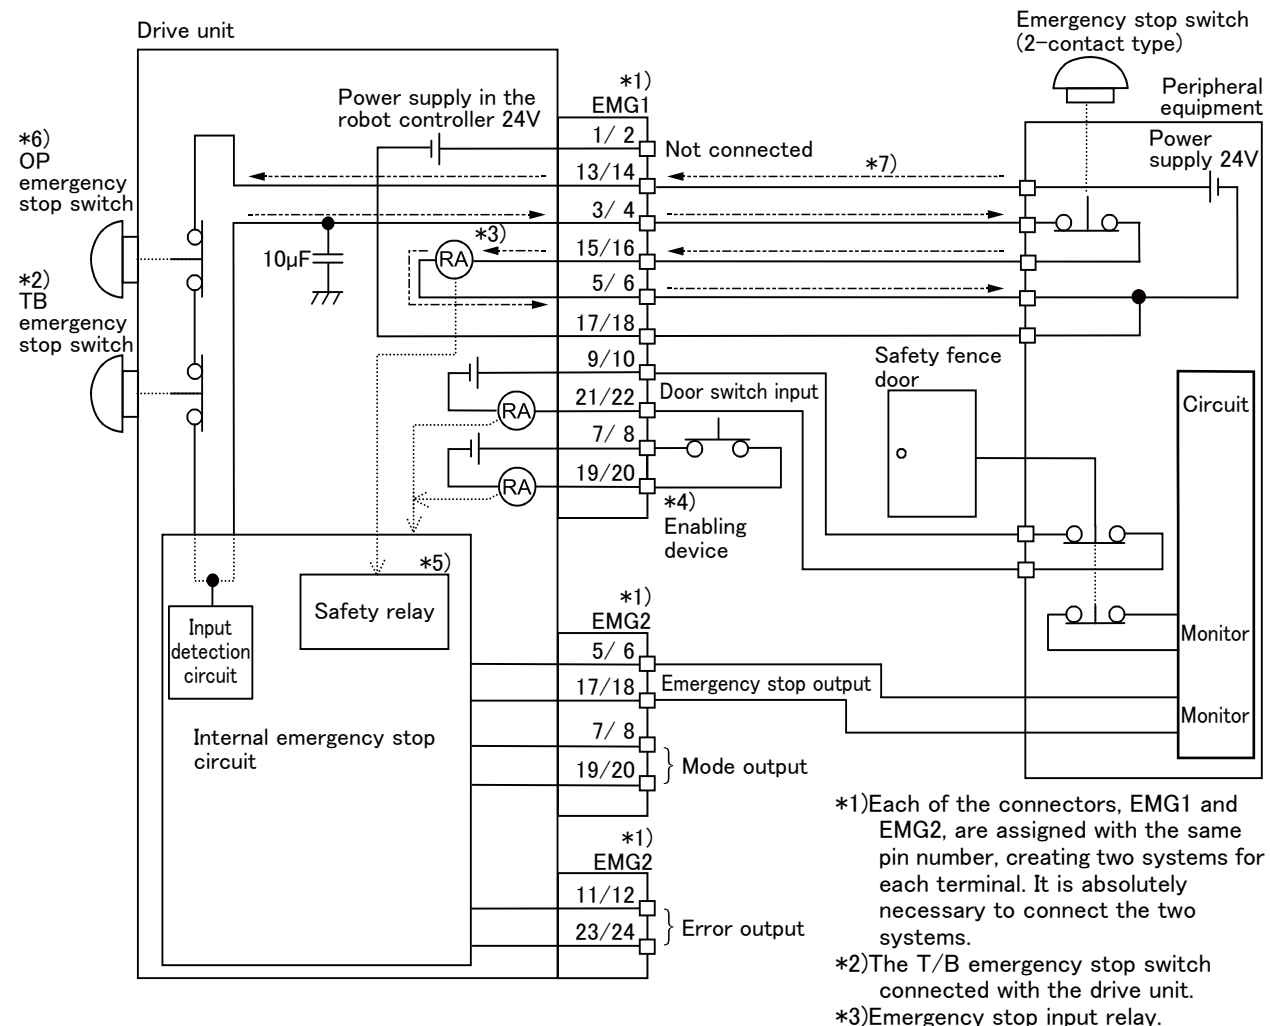 Drive unit
Emergency stop switch
(2-contact type)
Peripheral
equipment
Power
supply 24V
*1)
EMG1
Power supply in the
robot controller 24V
1/ 2
Not connected
*6)
OP
emergency
stop switch
13/14
*7)
3/ 4
*3)
RA
15/16
10μF
*2)
TB
emergency
stop switch
5/ 6
17/18
9/10
Safety fence
door
21/22
Door switch input
RA
Circuit
7/ 8
19/20
RA
*4)
Enabling
device
*5)
Safety relay
Input
detection
circuit
Internal emergency stop
circuit
*1)
EMG2
5/ 6
17/18
Emergency stop output
Monitor
Monitor
7/ 8
19/20
Mode output
*1)
EMG2
11/12
23/24
Error output
*1)Each of the connectors, EMG1 and
EMG2, are assigned with the same
pin number, creating two systems for
each terminal. It is absolutely
necessary to connect the two
systems.
*2)The T/B emergency stop switch
connected with the drive unit.
*3)Emergency stop input relay.